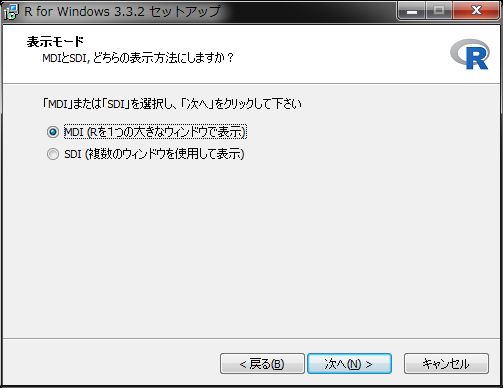 R for Windows 3.3.2 セットアップ
表示モード
MDIとSDI, どちらの表示方法にしますか？
R
「MDI」または「SDI」を選択し、「次へ」をクリックして下さい
MDI (Rを1つの大きなウィンドウで表示)
SDI (複数のウィンドウを使用して表示)
< 戻る(B) 次へ(N) > キャンセル